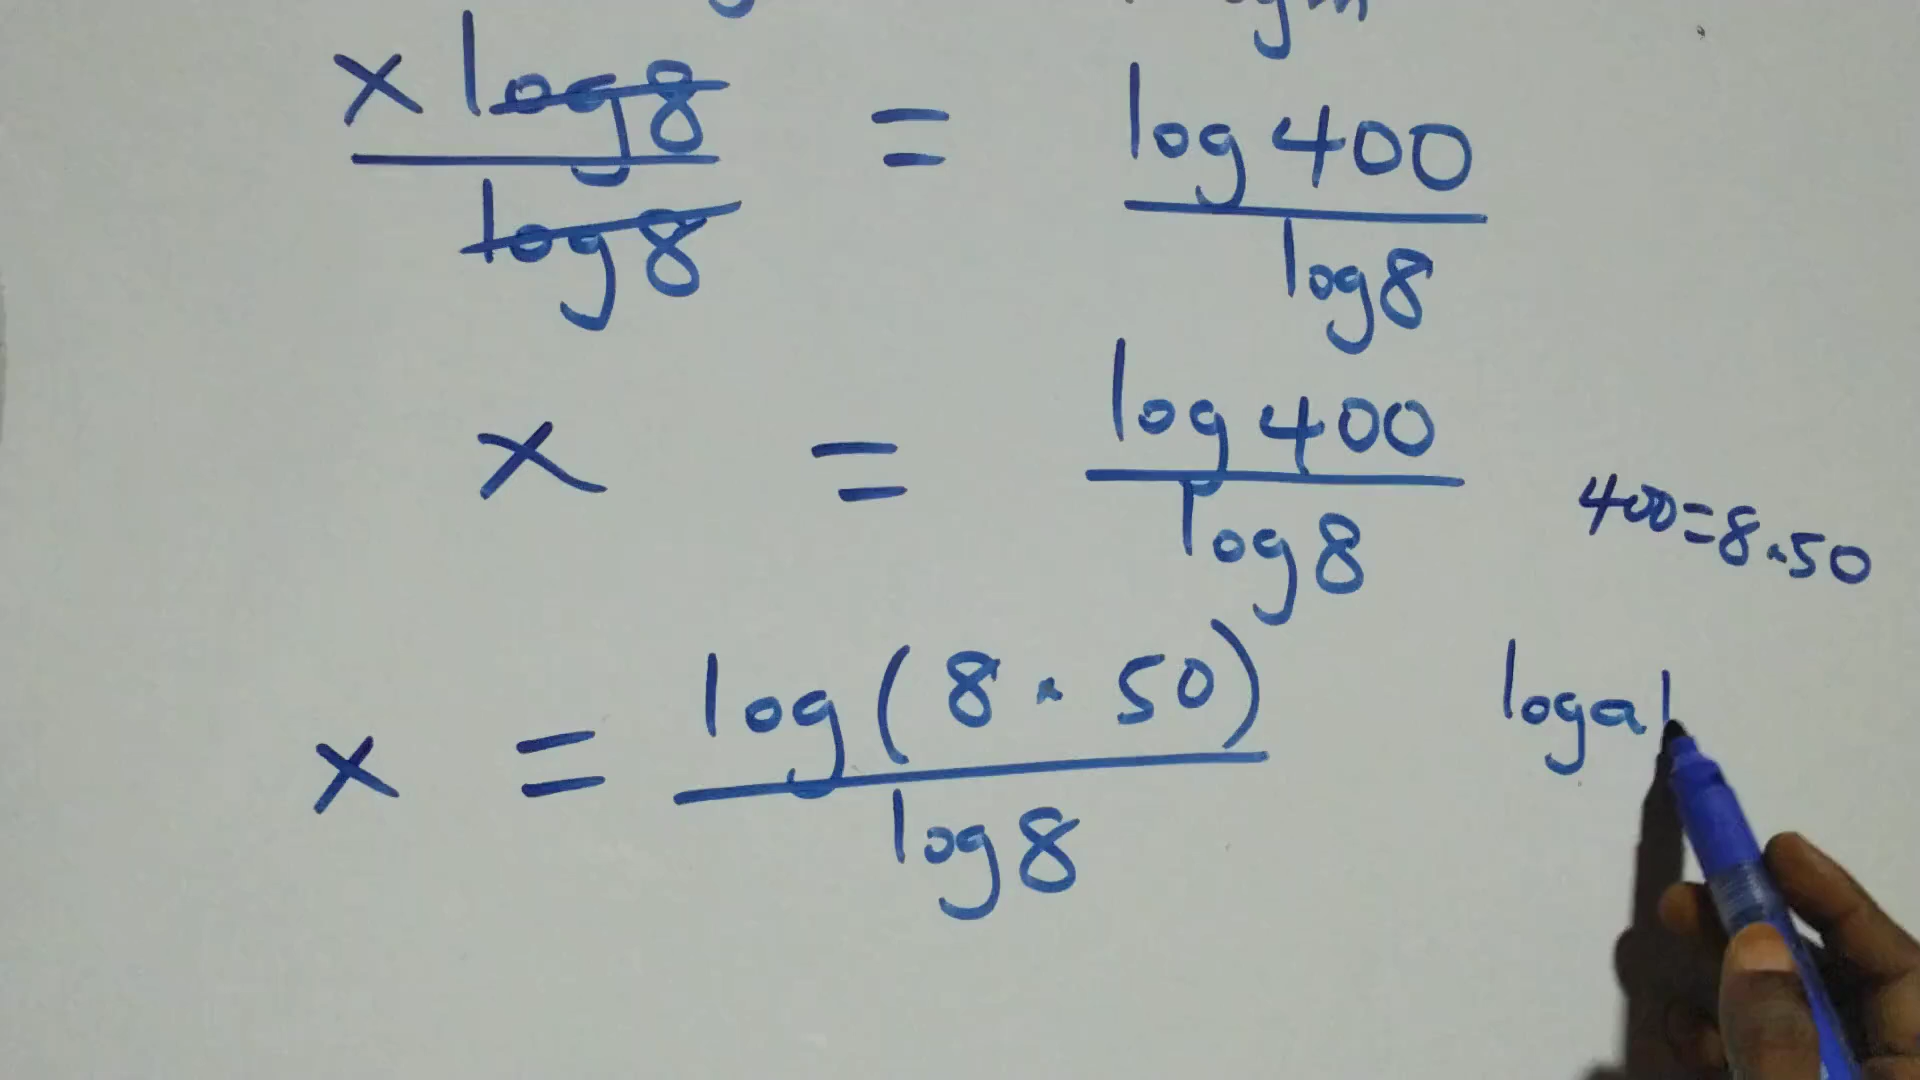 x log8 / log8 = log 400 / log8
x = log 400 / log8
400=8·50
x = log(8·50) / log8
loga